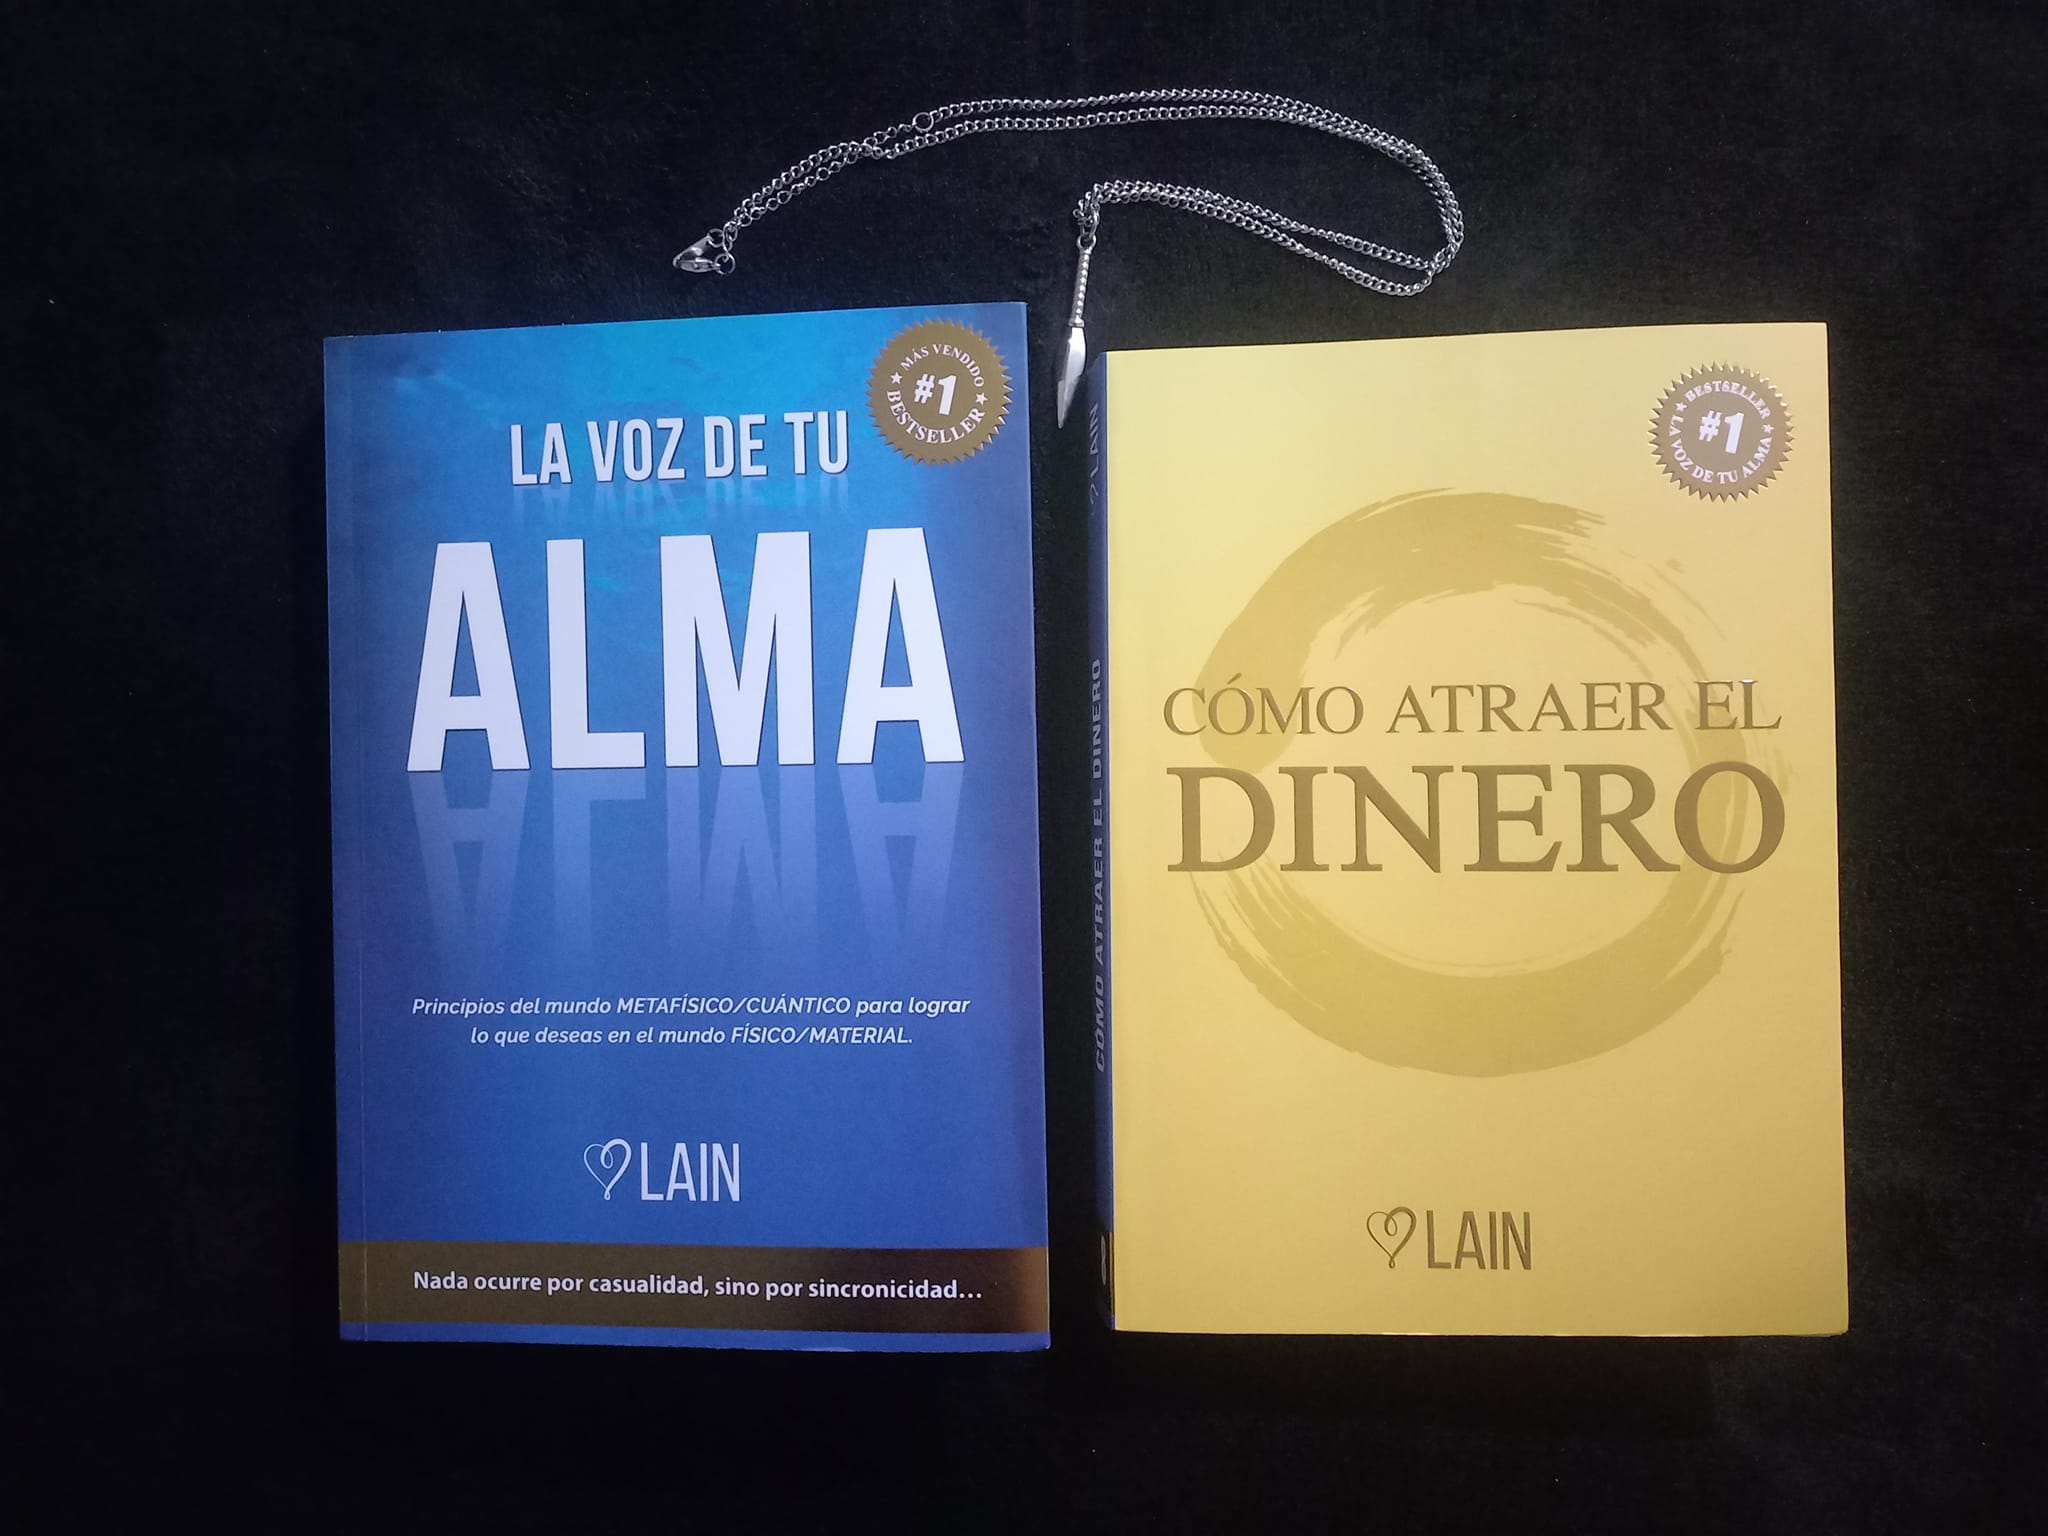 MÁS VENDIDO
#1
BESTSELLER
LA VOZ DE TU
ALMA
Principios del mundo METAFÍSICO/CUÁNTICO para lograr
lo que deseas en el mundo FÍSICO/MATERIAL.
LAIN
Nada ocurre por casualidad, sino por sincronicidad...
LAIN
CÓMO ATRAER EL DINERO
BESTSELLER
#1
LA VOZ DE TU ALMA
CÓMO ATRAER EL
DINERO
LAIN